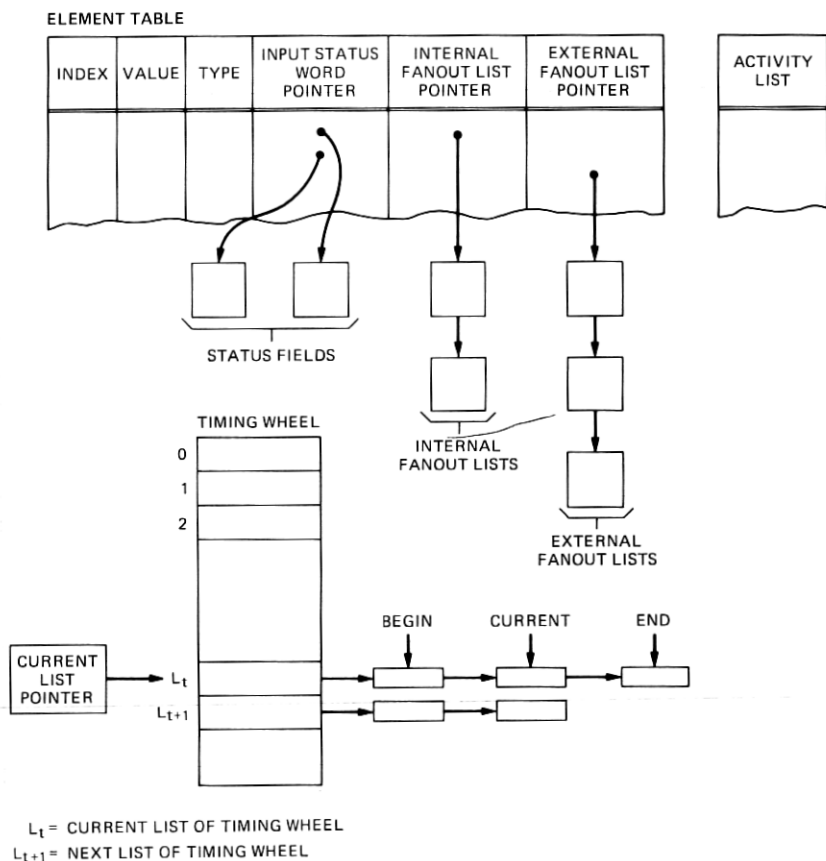 ELEMENT TABLE
INDEX
VALUE
TYPE
INPUT STATUS
WORD
POINTER
INTERNAL
FANOUT LIST
POINTER
EXTERNAL
FANOUT LIST
POINTER
ACTIVITY
LIST
STATUS FIELDS
INTERNAL
FANOUT LISTS
EXTERNAL
FANOUT LISTS
TIMING WHEEL
0
1
2
BEGIN
CURRENT
END
CURRENT
LIST
POINTER
Lt
Lt+1
Lt = CURRENT LIST OF TIMING WHEEL
Lt+1 = NEXT LIST OF TIMING WHEEL